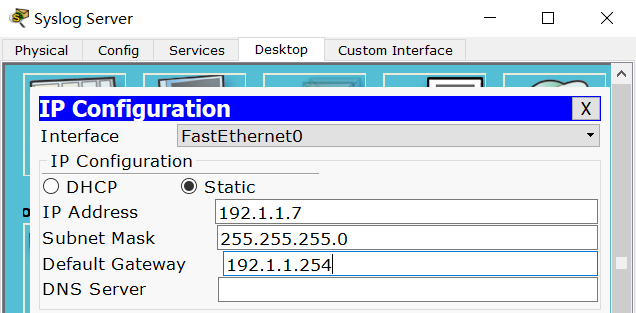 Syslog Server
Physical Config Services Desktop Custom Interface
IP Configuration X
Interface FastEthernet0
IP Configuration
DHCP Static
IP Address 192.1.1.7
Subnet Mask 255.255.255.0
Default Gateway 192.1.1.254
DNS Server